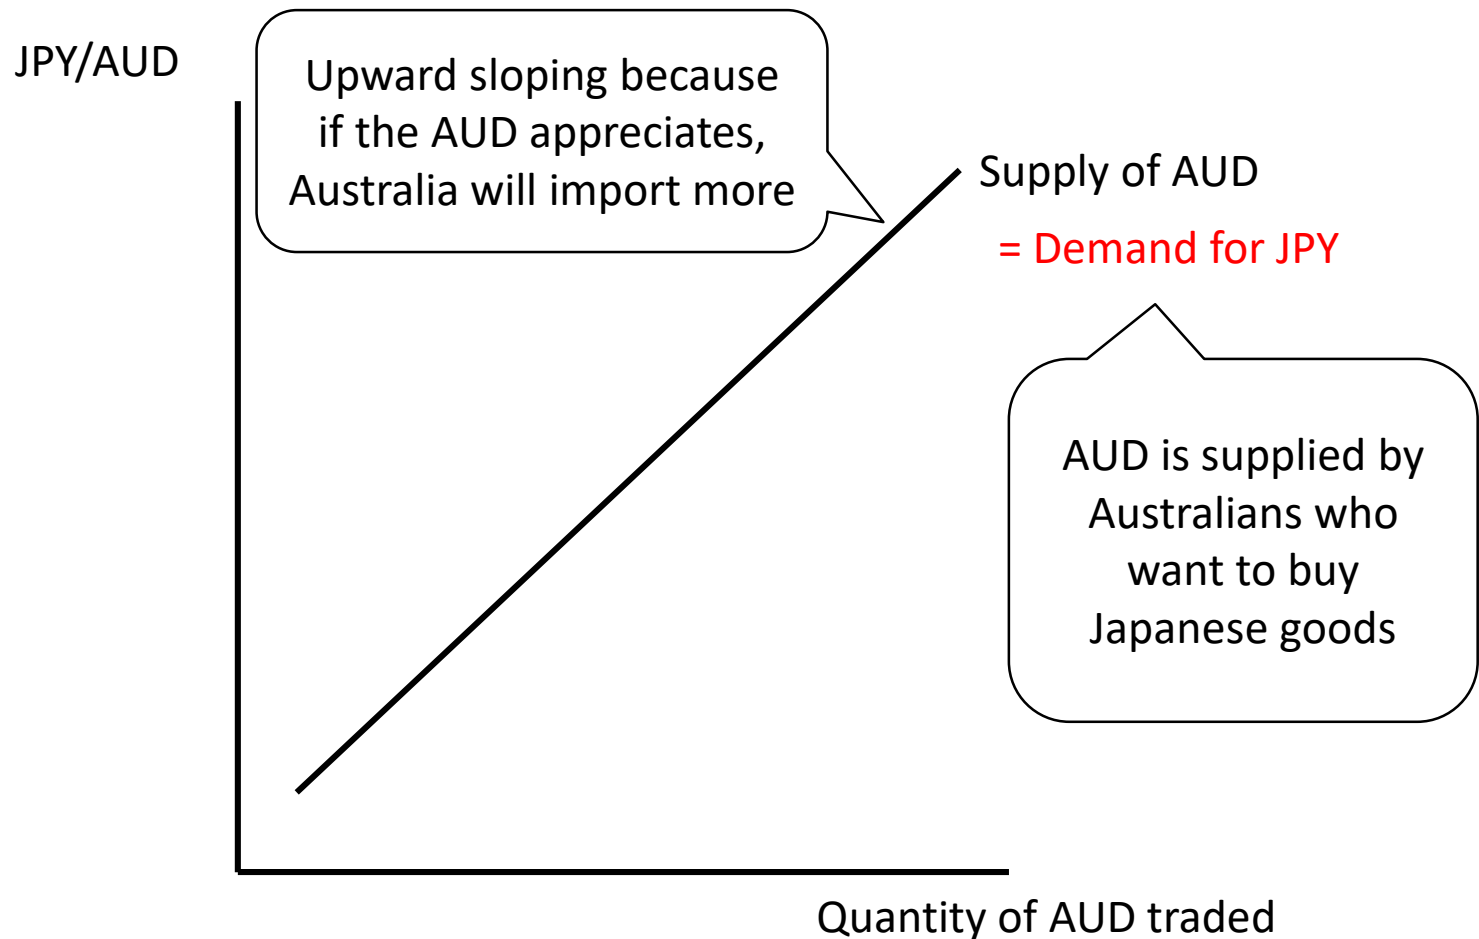 JPY/AUD
Upward sloping because
if the AUD appreciates,
Australia will import more
Supply of AUD
= Demand for JPY
AUD is supplied by
Australians who
want to buy
Japanese goods
Quantity of AUD traded